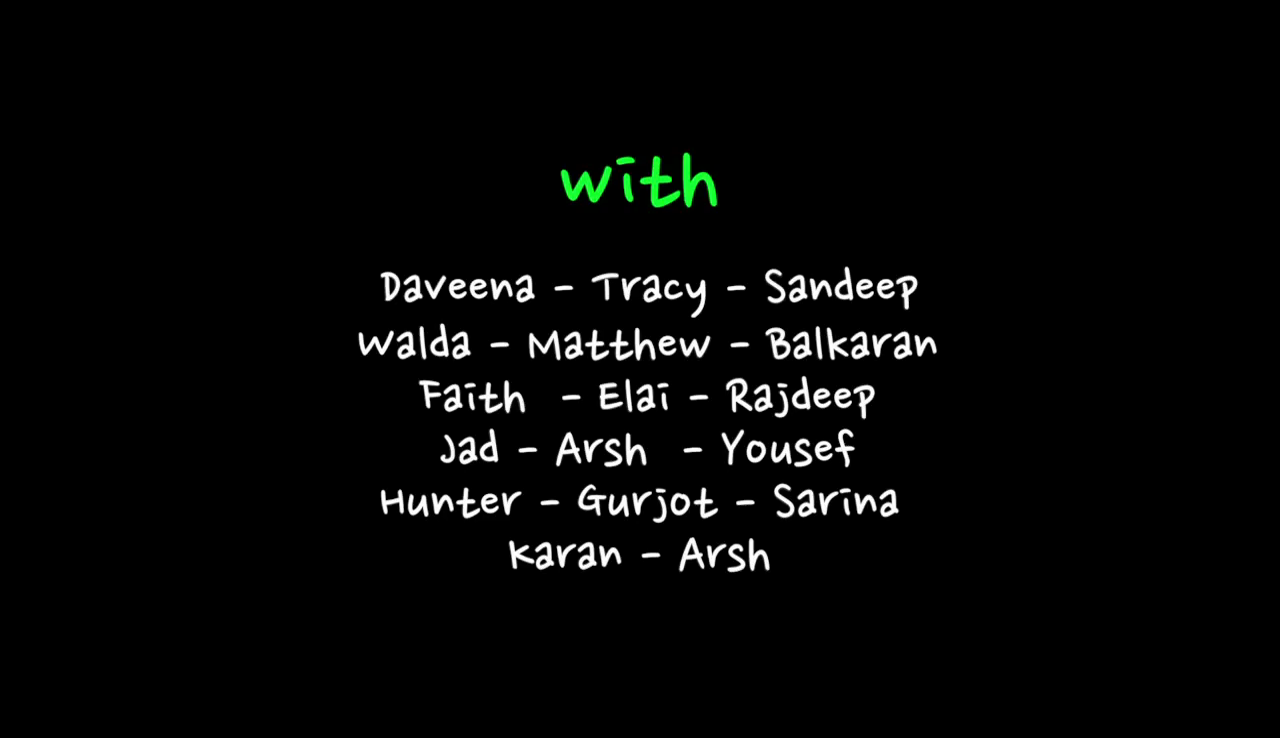 with
Daveena - Tracy - Sandeep
Walda - Matthew - Balkaran
Faith - Elai - Rajdeep
Jad - Arsh - Yousef
Hunter - Gurjot - Sarina
Karan - Arsh